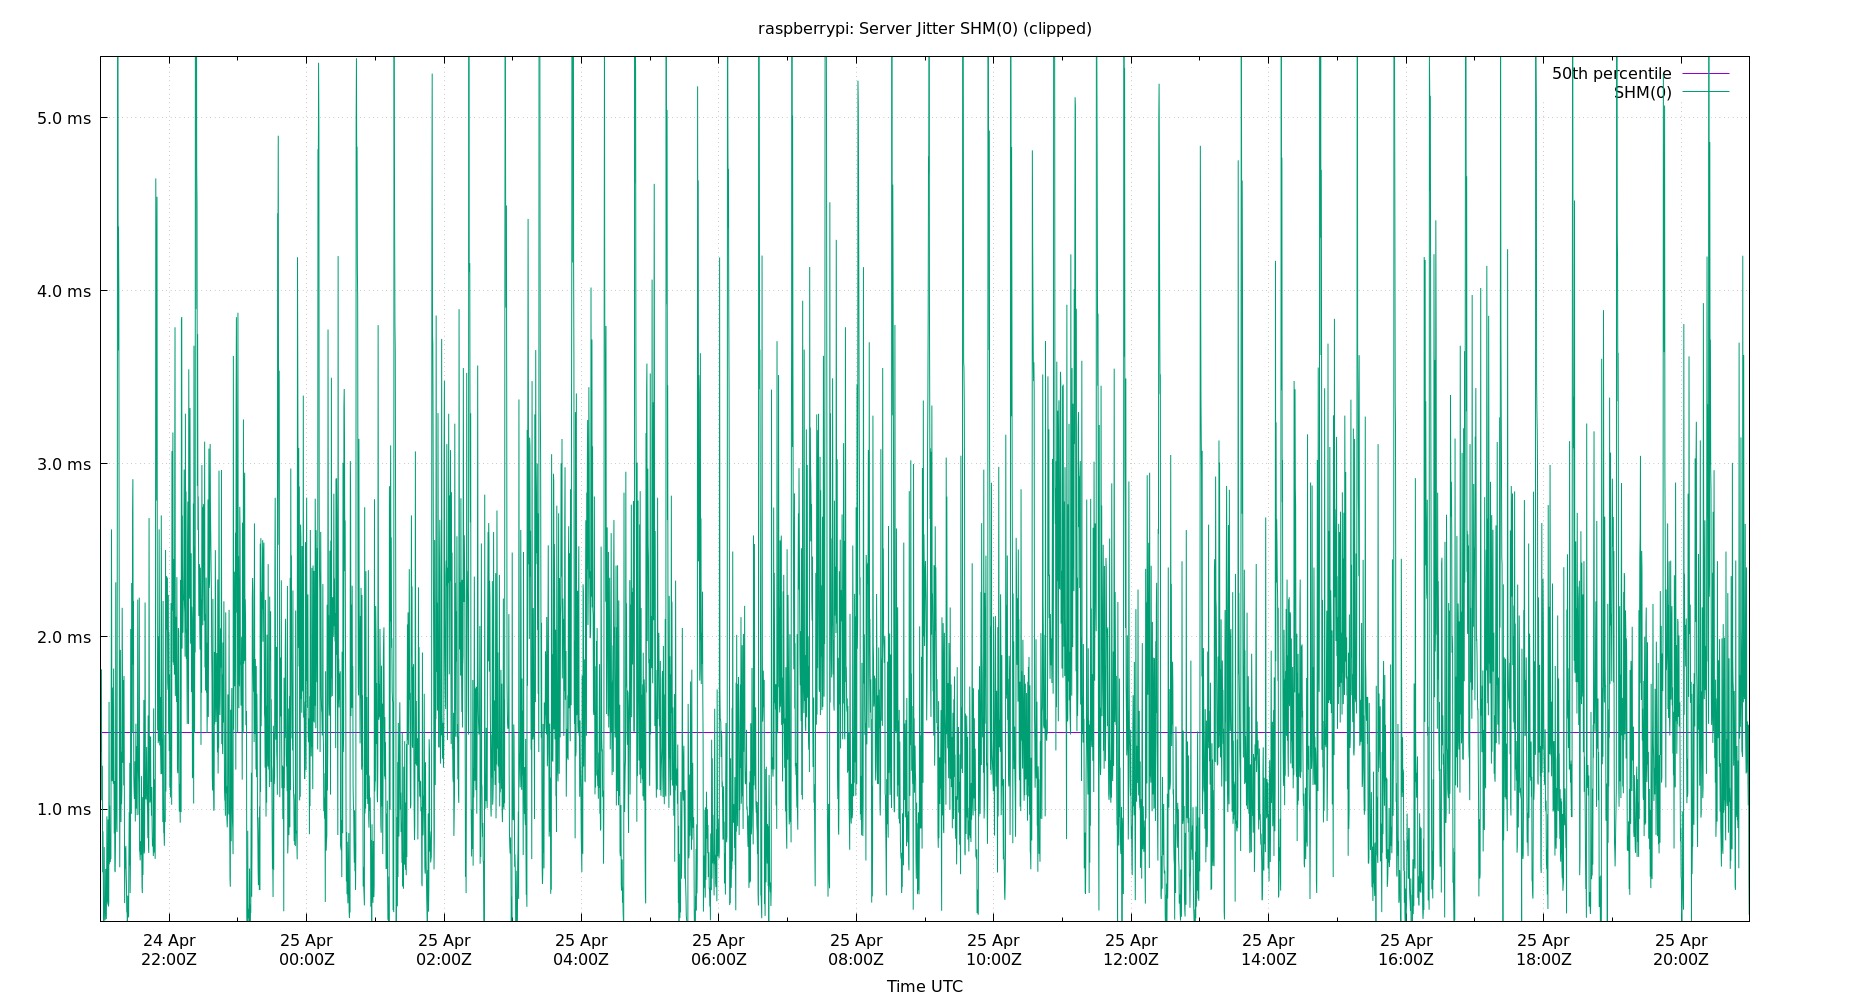 raspberrypi: Server Jitter SHM(0) (clipped)
50th percentile
SHM(0)
5.0 ms
4.0 ms
3.0 ms
2.0 ms
1.0 ms
24 Apr 25 Apr 25 Apr 25 Apr 25 Apr 25 Apr 25 Apr 25 Apr 25 Apr 25 Apr 25 Apr 25 Apr
22:00Z 00:00Z 02:00Z 04:00Z 06:00Z 08:00Z 10:00Z 12:00Z 14:00Z 16:00Z 18:00Z 20:00Z
Time UTC